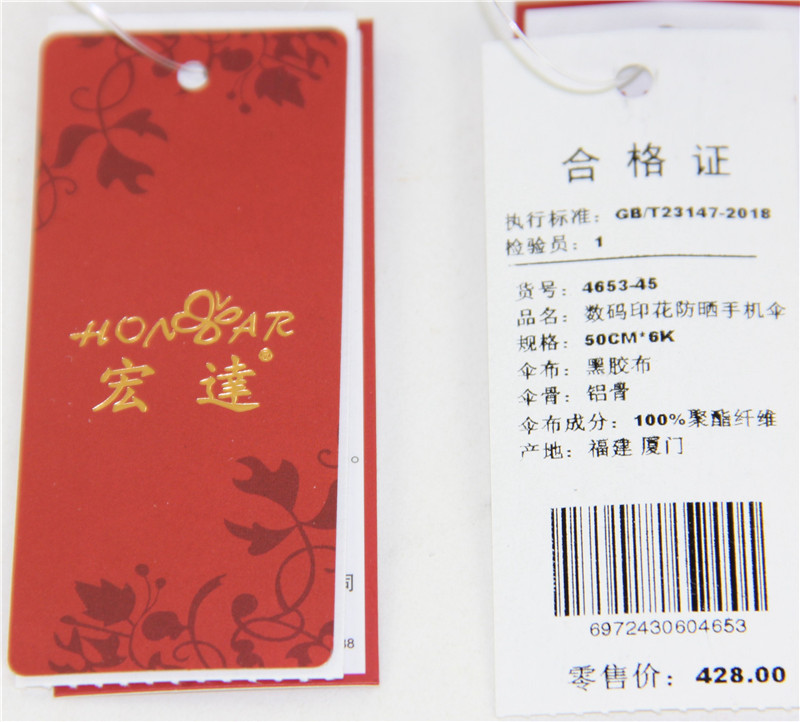 HONDAR
宏達®
合格证
执行标准：GB/T23147-2018
检验员：1
货号：4653-45
品名：数码印花防晒手机伞
规格：50CM*6K
伞布：黑胶布
伞骨：铝骨
伞布成分：100%聚酯纤维
产地：福建 厦门
6972430604653
零售价：428.00